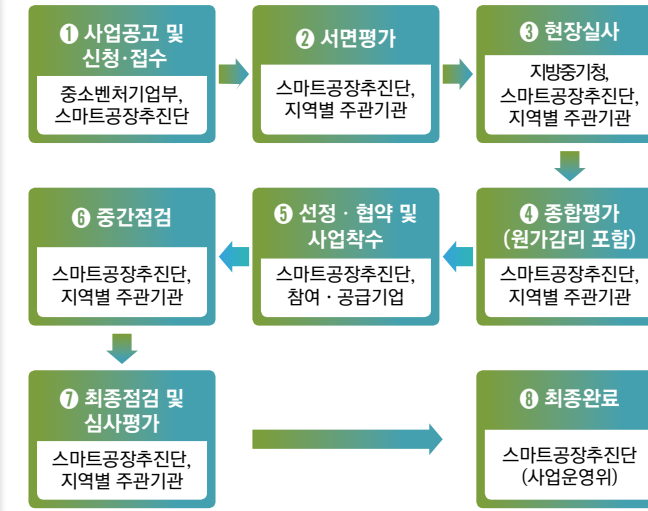 ❶ 사업공고 및
신청·접수
중소벤처기업부,
스마트공장추진단
❷ 서면평가
스마트공장추진단,
지역별 주관기관
❸ 현장실사
지방중기청,
스마트공장추진단,
지역별 주관기관
❹ 종합평가
(원가감리 포함)
스마트공장추진단,
지역별 주관기관
❺ 선정 · 협약 및
사업착수
스마트공장추진단,
참여 · 공급기업
❻ 중간점검
스마트공장추진단,
지역별 주관기관
❼ 최종점검 및
심사평가
스마트공장추진단,
지역별 주관기관
❽ 최종완료
스마트공장추진단
(사업운영위)